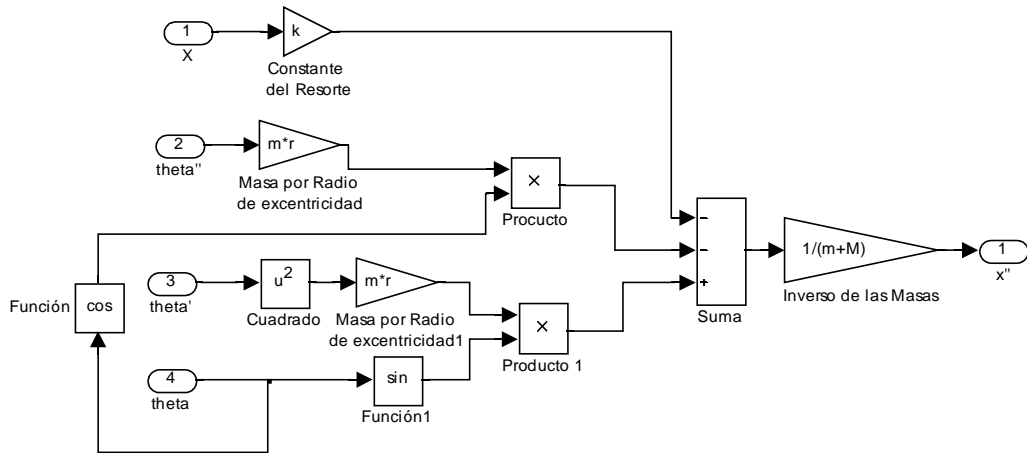 1
X
k
Constante
del Resorte
2
theta''
m*r
Masa por Radio
de excentricidad
×
Procucto
3
theta'
u²
Cuadrado
m*r
Masa por Radio
de excentricidad1
×
Producto 1
Función
cos
4
theta
sin
Función1
−
−
+
Suma
1/(m+M)
Inverso de las Masas
1
x''